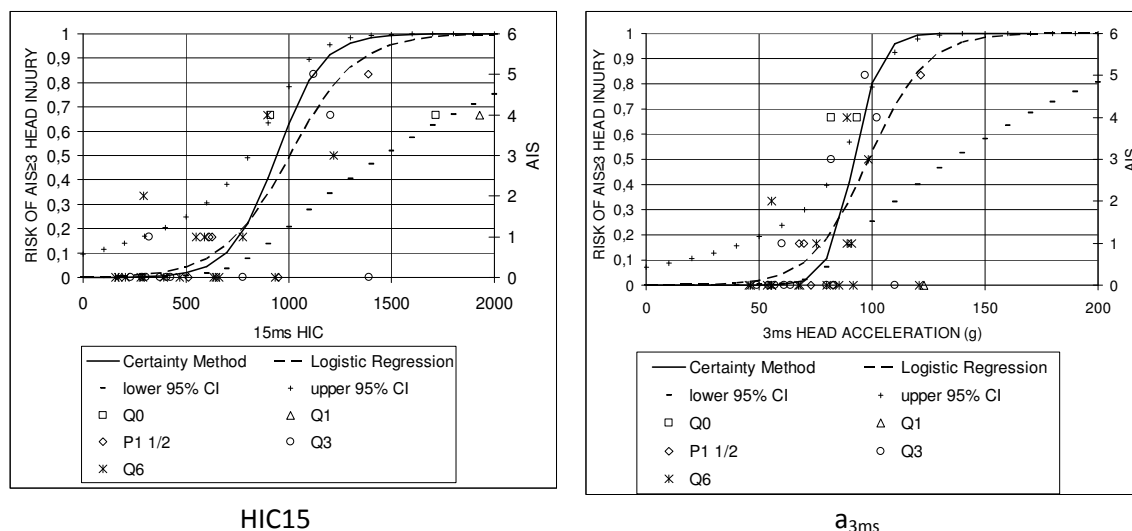 RISK OF AIS≥3 HEAD INJURY
1
0,9
0,8
0,7
0,6
0,5
0,4
0,3
0,2
0,1
0
6
5
4
3
2
1
0
AIS
0 500 1000 1500 2000
15ms HIC
Certainty Method Logistic Regression
lower 95% CI upper 95% CI
Q0 Q1
P1 1/2 Q3
Q6
HIC15
RISK OF AIS≥3 HEAD INJURY
1
0,9
0,8
0,7
0,6
0,5
0,4
0,3
0,2
0,1
0
6
5
4
3
2
1
0
AIS
0 50 100 150 200
3ms HEAD ACCELERATION (g)
Certainty Method Logistic Regression
lower 95% CI upper 95% CI
Q0 Q1
P1 1/2 Q3
Q6
a3ms